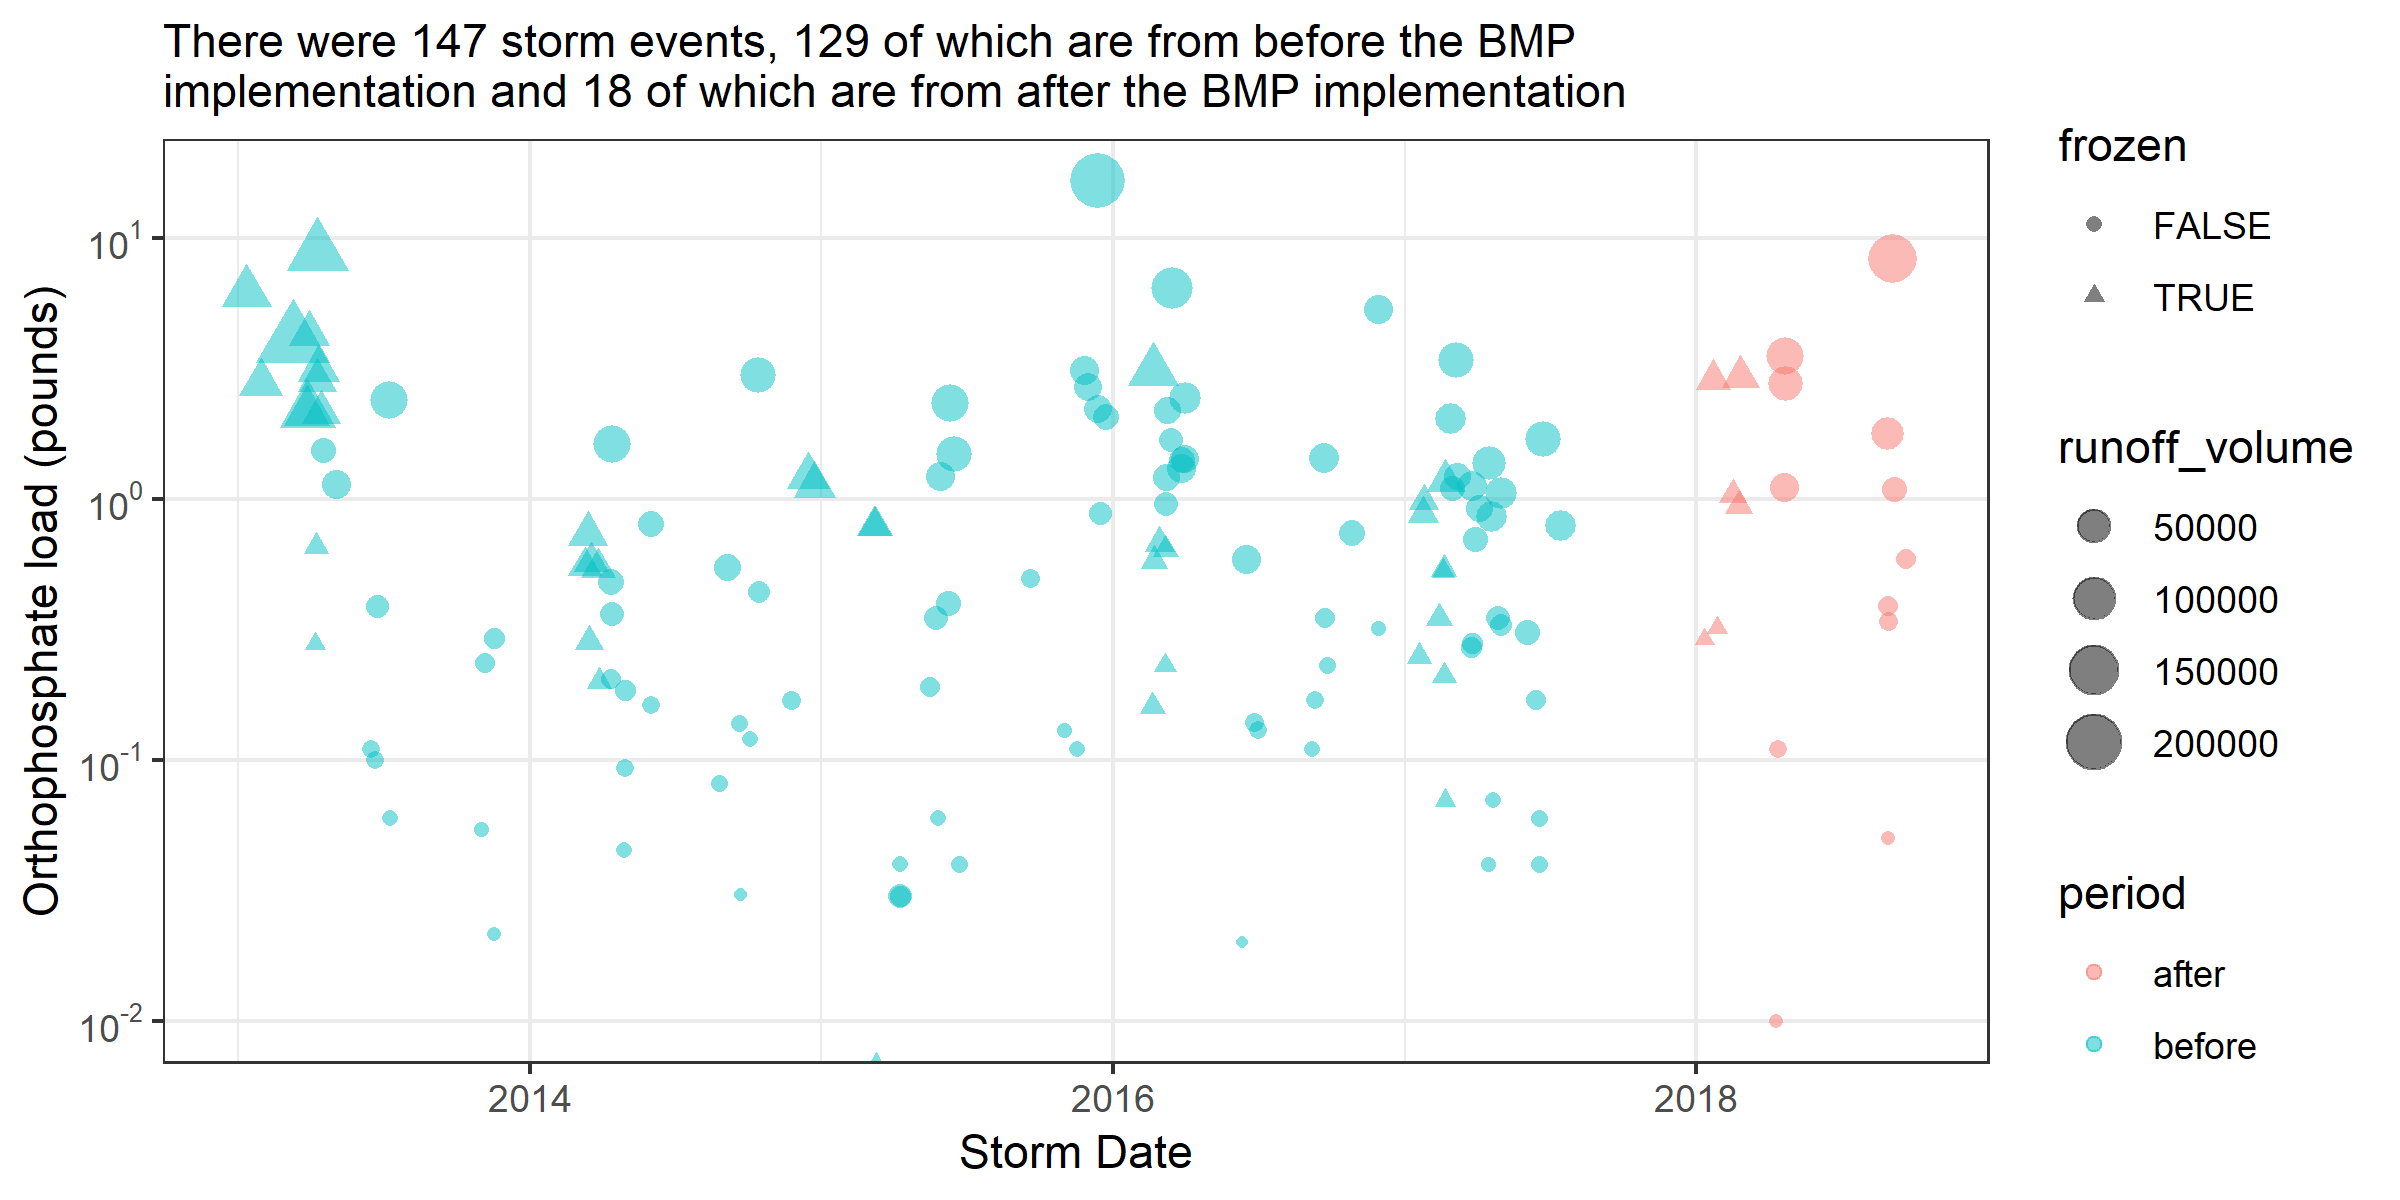 There were 147 storm events, 129 of which are from before the BMP
implementation and 18 of which are from after the BMP implementation
Orthophosphate load (pounds)
10¹
10⁰
10⁻¹
10⁻²
2014
2016
2018
Storm Date
frozen
FALSE
TRUE
runoff_volume
50000
100000
150000
200000
period
after
before